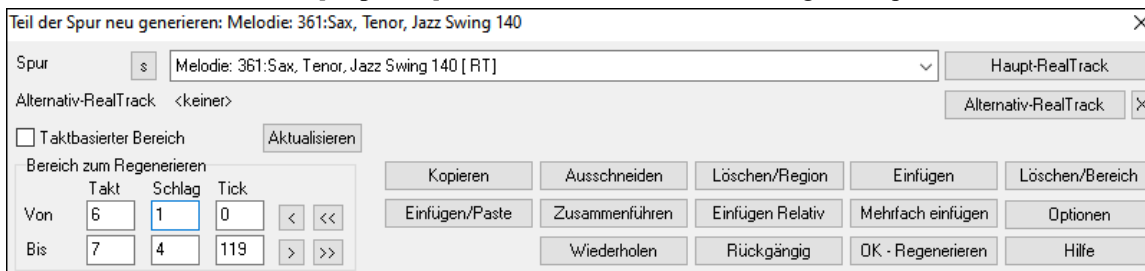 Teil der Spur neu generieren: Melodie: 361:Sax, Tenor, Jazz Swing 140
Spur s Melodie: 361:Sax, Tenor, Jazz Swing 140 [ RT] Haupt-RealTrack
Alternativ-RealTrack <keiner> Alternativ-RealTrack X
Taktbasierter Bereich Aktualisieren
Bereich zum Regenerieren Kopieren Ausschneiden Löschen/Region Einfügen Löschen/Bereich
Takt Schlag Tick
Von 6 1 0 < << Einfügen/Paste Zusammenführen Einfügen Relativ Mehrfach einfügen Optionen
Bis 7 4 119 > >> Wiederholen Rückgängig OK - Regenerieren Hilfe